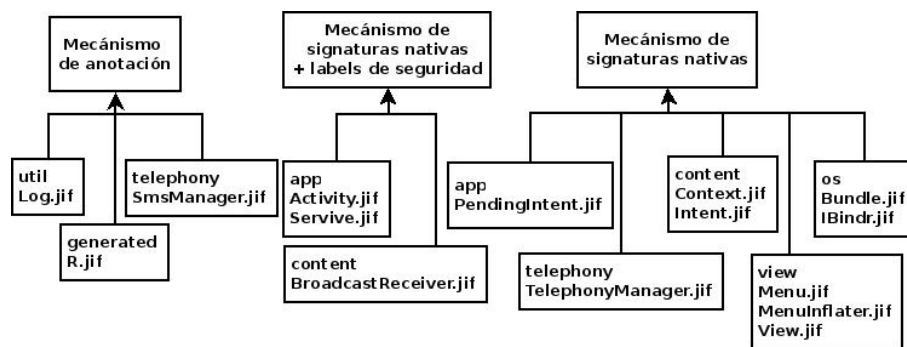 Mecánismo
de anotación
Mecánismo de
signaturas nativas
+ labels de seguridad
Mecánismo de
signaturas nativas
util
Log.jif
telephony
SmsManager.jif
generated
R.jif
app
Activity.jif
Servive.jif
content
BroadcastReceiver.jif
app
PendingIntent.jif
telephony
TelephonyManager.jif
content
Context.jif
Intent.jif
os
Bundle.jif
IBindr.jif
view
Menu.jif
MenuInflater.jif
View.jif